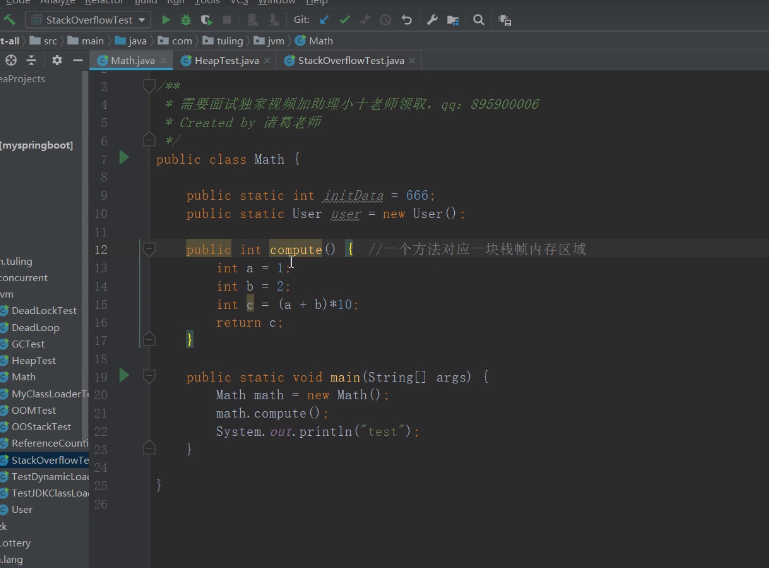 Code Analyze Refactor Build Run Tools VCS Window Help
StackOverflowTest
Git:
t-all src main java com tuling jvm Math
Math.java HeapTest.java StackOverflowTest.java
eaProjects
[myspringboot]
n.tuling
concurrent
vm
DeadLockTest
DeadLoop
GCTest
HeapTest
Math
MyClassLoaderTe
OOMTest
OOStackTest
ReferenceCounti
StackOverflowTe
TestDynamicLoad
TestJDKClassLoad
User
zk
Lottery
.lang
3 /**
4 * 需要面试独家视频加助理小十老师领取，qq：895900006
5 * Created by 诸葛老师
6 */
7 public class Math {
8
9 public static int initData = 666;
10 public static User user = new User();
11
12 public int compute() { //一个方法对应一块栈帧内存区域
13 int a = 1;
14 int b = 2;
15 int c = (a + b)*10;
16 return c;
17 }
18
19 public static void main(String[] args) {
20 Math math = new Math();
21 math.compute();
22 System.out.println("test");
23 }
24
25 }
26